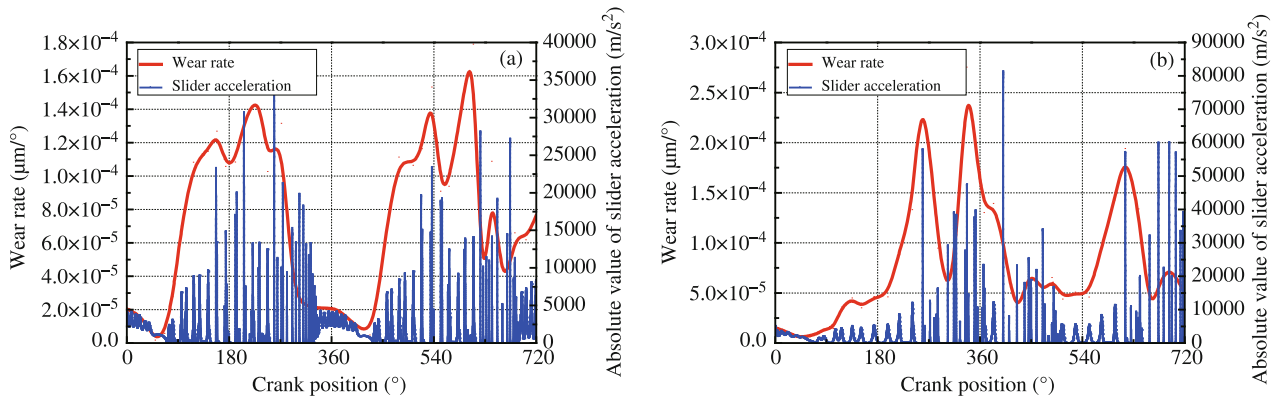 (a)
Wear rate
Slider acceleration
Wear rate (μm/°)
1.8×10⁻⁴
1.6×10⁻⁴
1.4×10⁻⁴
1.2×10⁻⁴
1.0×10⁻⁴
8.0×10⁻⁵
6.0×10⁻⁵
4.0×10⁻⁵
2.0×10⁻⁵
0.0
40000
35000
30000
25000
20000
15000
10000
5000
0
Absolute value of slider acceleration (m/s²)
0 180 360 540 720
Crank position (°)
(b)
Wear rate
Slider acceleration
Wear rate (μm/°)
3.0×10⁻⁴
2.5×10⁻⁴
2.0×10⁻⁴
1.5×10⁻⁴
1.0×10⁻⁴
5.0×10⁻⁵
0.0
90000
80000
70000
60000
50000
40000
30000
20000
10000
0
Absolute value of slider acceleration (m/s²)
0 180 360 540 720
Crank position (°)